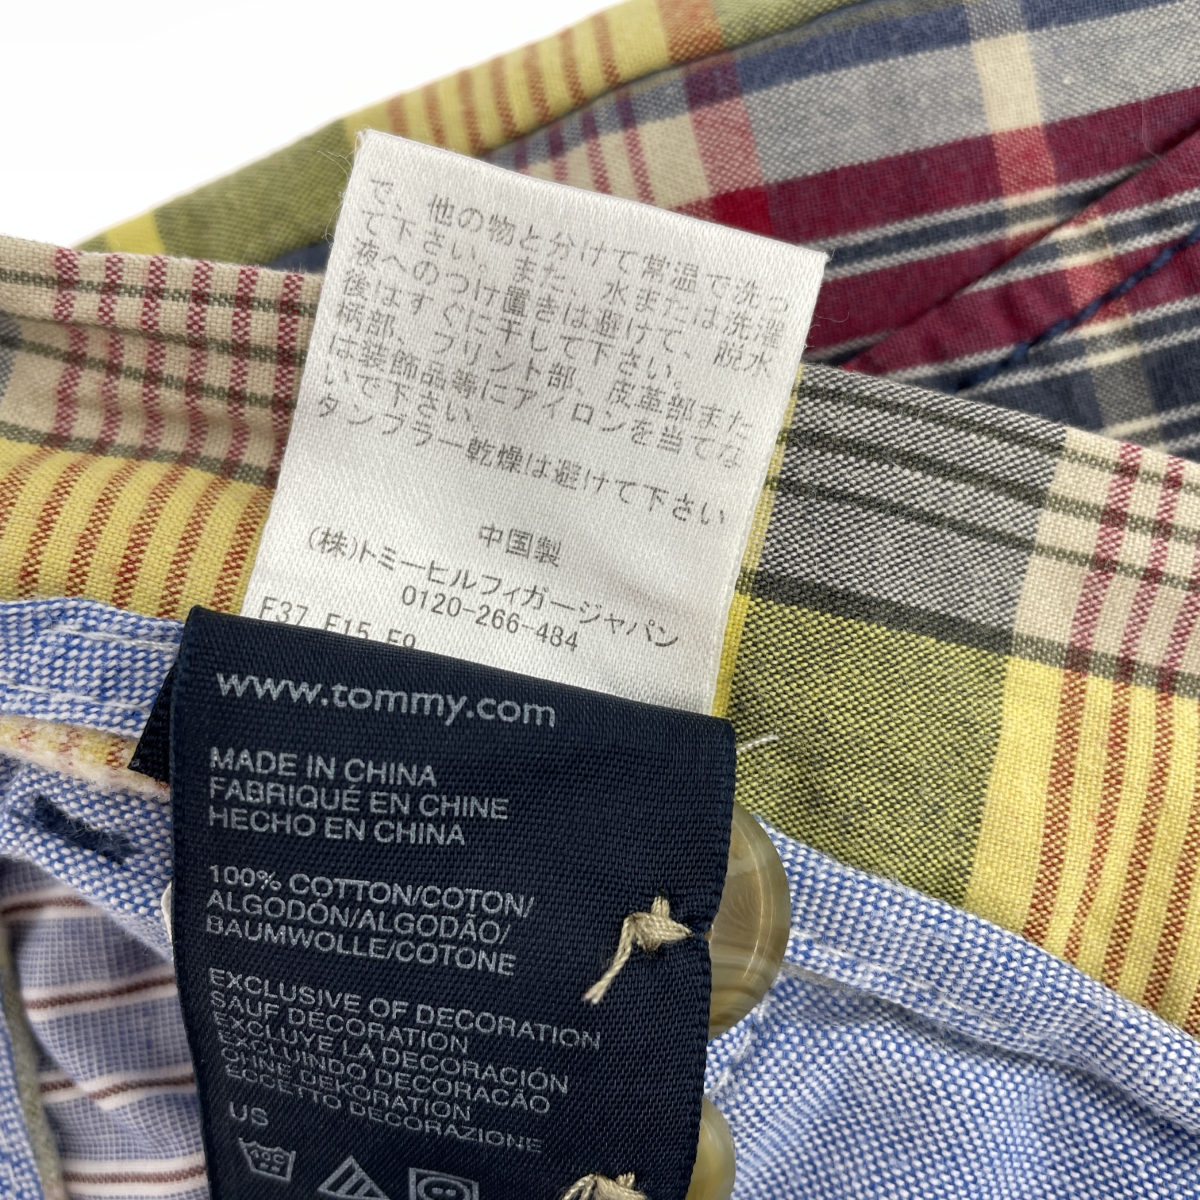 で、他の物と分けて常温で洗っ
て下さい。また、水または洗濯
液へのつけ置きは避けて、脱水
後はすぐに干して下さい。
柄部、プリント部、皮革部また
は装飾品等にアイロンを当てな
いで下さい。
タンブラー乾燥は避けて下さい
中国製
(株)トミーヒルフィガージャパン
0120-266-484
F37 F15 F9
www.tommy.com
MADE IN CHINA
FABRIQUÉ EN CHINE
HECHO EN CHINA
100% COTTON/COTON/
ALGODÓN/ALGODÃO/
BAUMWOLLE/COTONE
EXCLUSIVE OF DECORATION
SAUF DÉCORATION
EXCLUYE LA DECORACIÓN
EXCLUINDO DECORACÃO
OHNE DEKORATION
ECCETTO DECORAZIONE
US